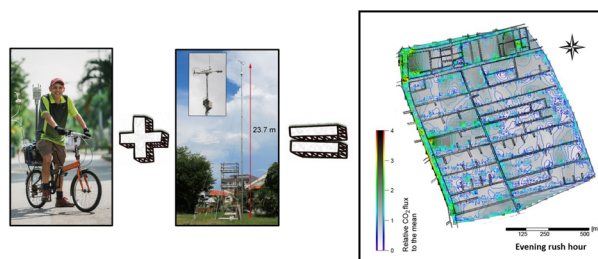 23.7 m
4
3
2
1
0
Relative CO₂ flux
to the mean
125 250 500 [m]
Evening rush hour